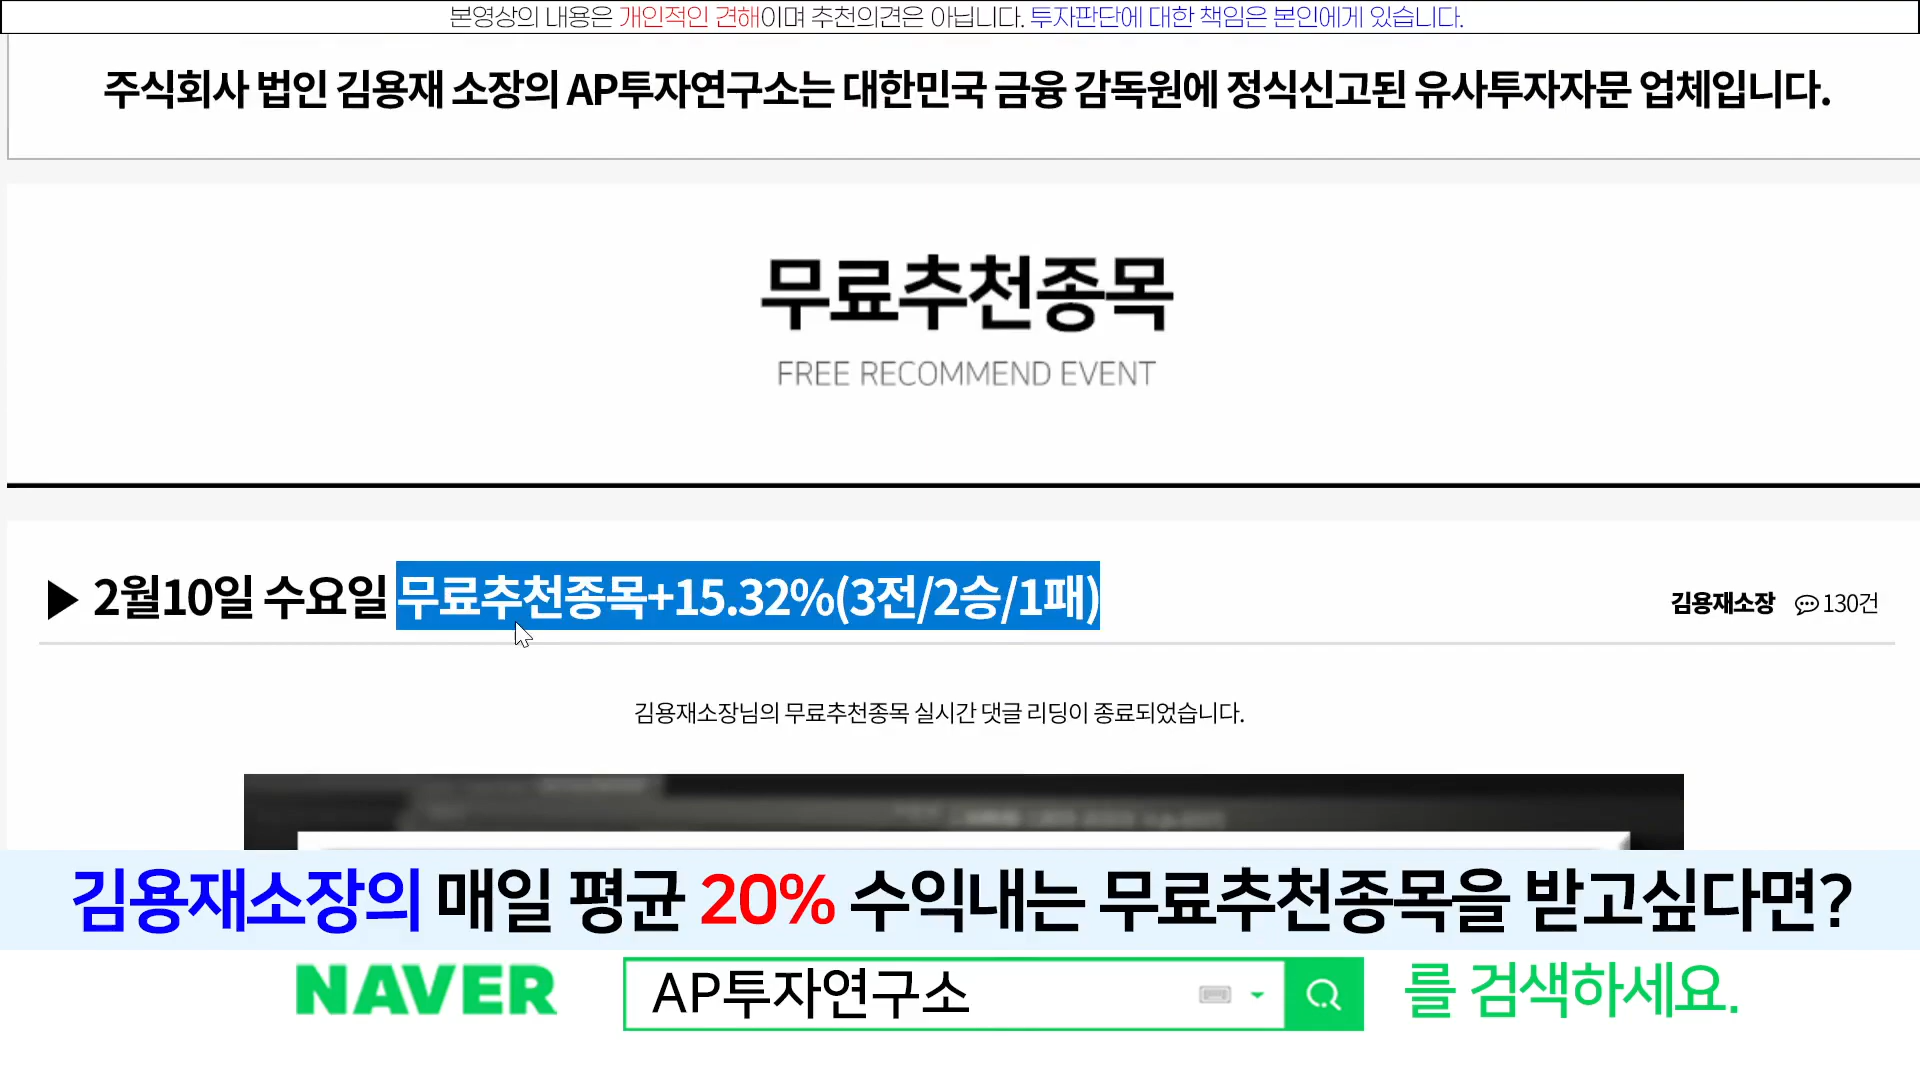 본영상의 내용은 개인적인 견해이며 추천의견은 아닙니다. 투자판단에 대한 책임은 본인에게 있습니다.
주식회사 법인 김용재 소장의 AP투자연구소는 대한민국 금융 감독원에 정식신고된 유사투자자문 업체입니다.
무료추천종목
FREE RECOMMEND EVENT
▶ 2월10일 수요일 무료추천종목+15.32%(3전/2승/1패)
김용재소장 130건
김용재소장님의 무료추천종목 실시간 댓글 리딩이 종료되었습니다.
김용재소장의 매일 평균 20% 수익내는 무료추천종목을 받고싶다면?
NAVER AP투자연구소 를 검색하세요.